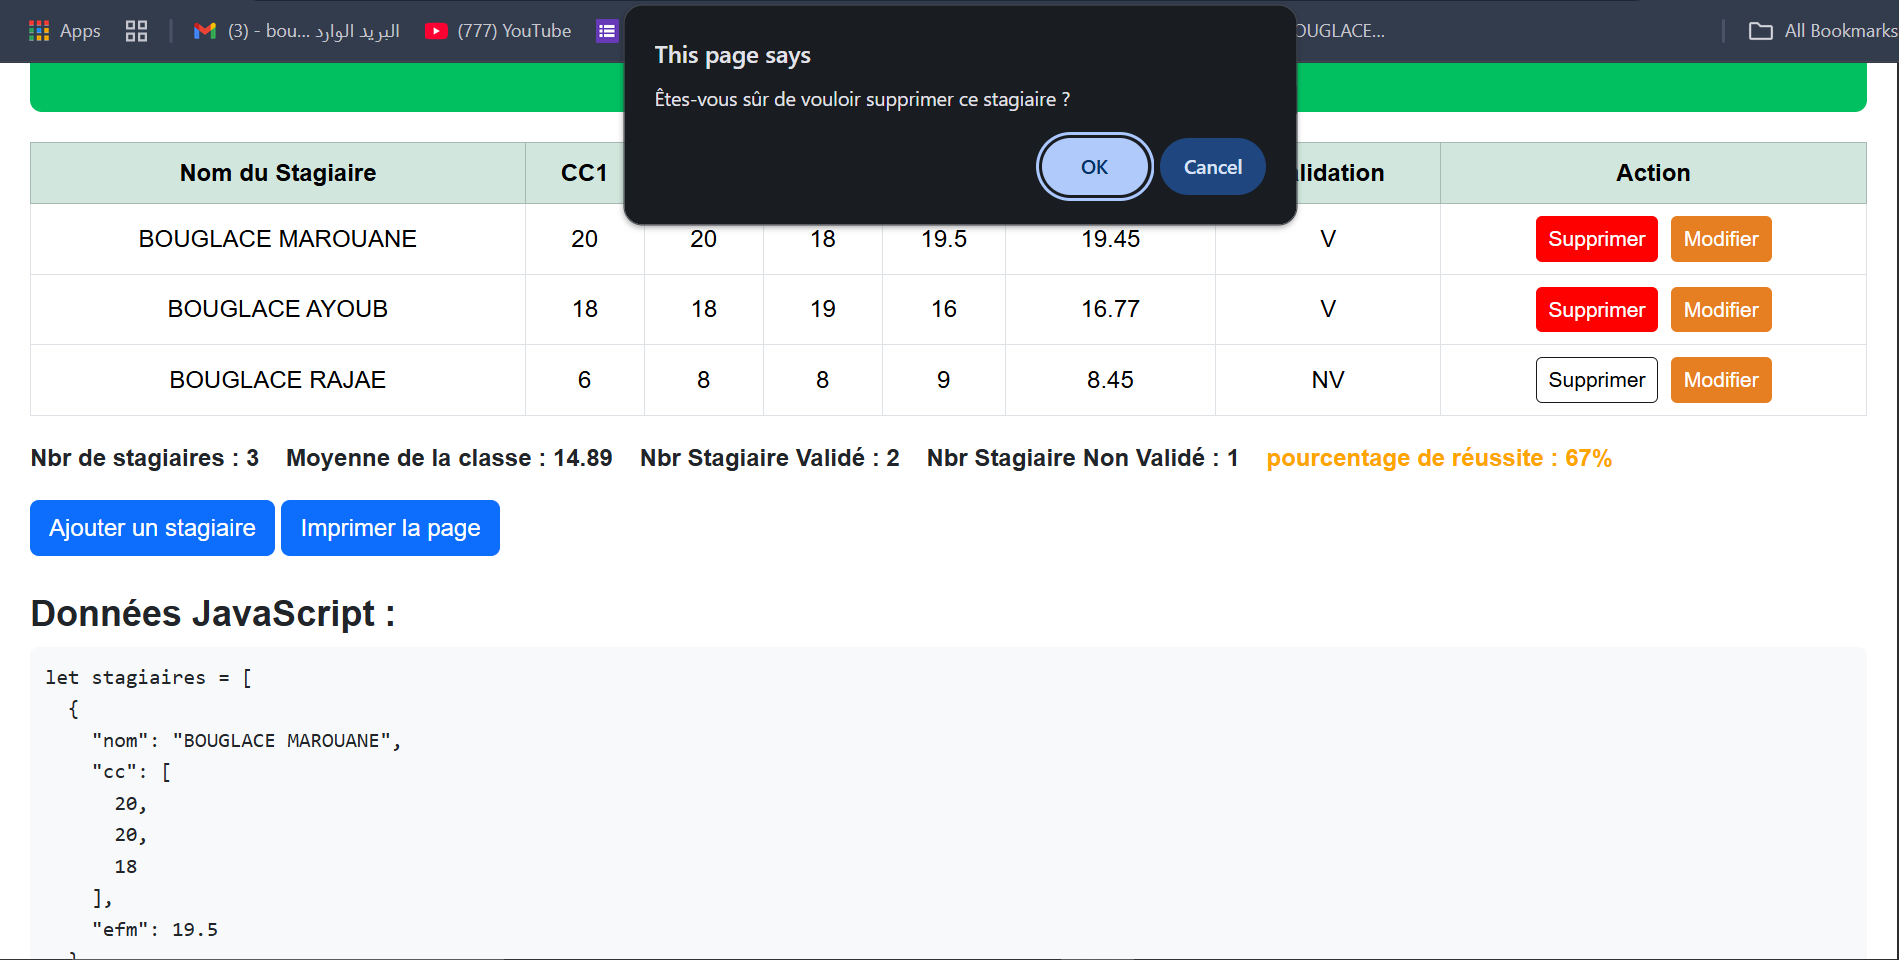 Apps (3) - bou... البريد الوارد (777) YouTube OUGLACE... All Bookmarks
This page says
Êtes-vous sûr de vouloir supprimer ce stagiaire ?
OK Cancel
Nom du Stagiaire CC1 lidation Action
BOUGLACE MAROUANE 20 20 18 19.5 19.45 V Supprimer Modifier
BOUGLACE AYOUB 18 18 19 16 16.77 V Supprimer Modifier
BOUGLACE RAJAE 6 8 8 9 8.45 NV Supprimer Modifier
Nbr de stagiaires : 3 Moyenne de la classe : 14.89 Nbr Stagiaire Validé : 2 Nbr Stagiaire Non Validé : 1 pourcentage de réussite : 67%
Ajouter un stagiaire Imprimer la page
Données JavaScript :
let stagiaires = [
{
"nom": "BOUGLACE MAROUANE",
"cc": [
20,
20,
18
],
"efm": 19.5
}